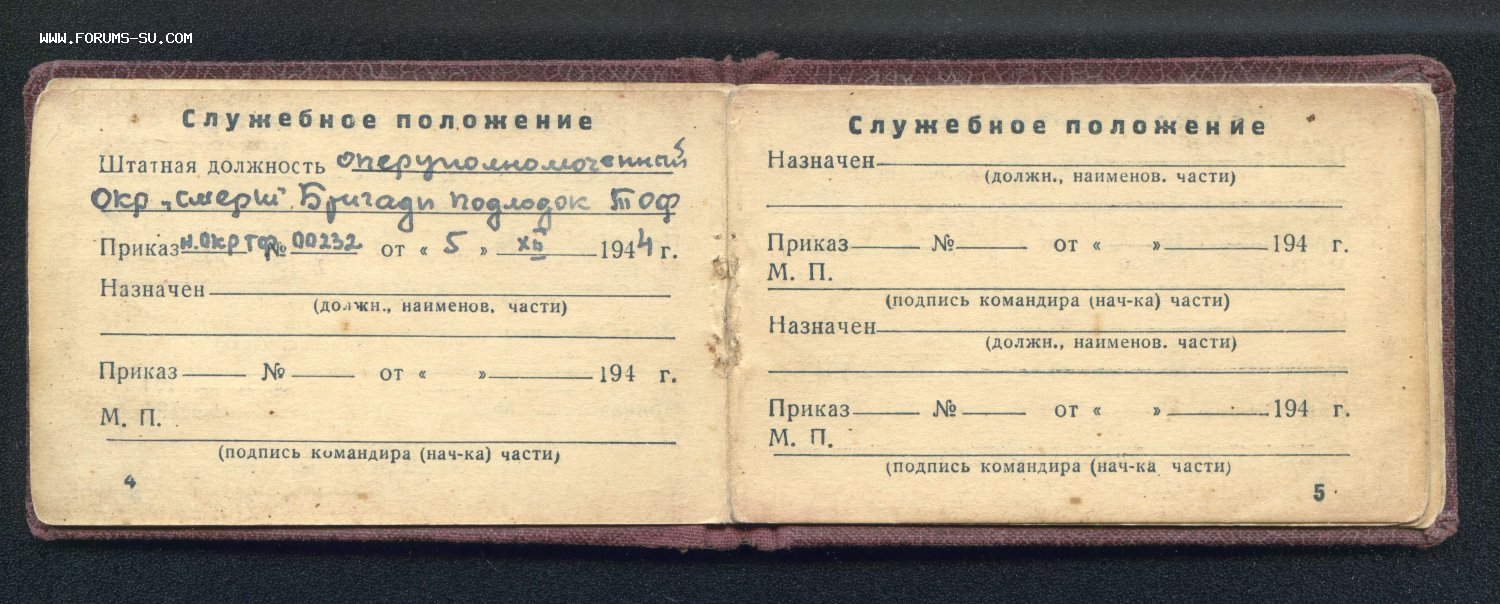 WWW.FORUMS-SU.COM
Служебное положение
Штатная должность оперуполномоченный
Окр „смерш" Бригади подлодок ТОФ
Приказ н. ОКР ТОФ № 00232 от « 5 » XII 1944 г.
Назначен
(должн., наименов. части)
Приказ № от « » 194 г.
М. П.
(подпись командира (нач-ка) части)
4
Служебное положение
Назначен
(должн., наименов. части)
Приказ № от « » 194 г.
М. П.
(подпись командира (нач-ка) части)
Назначен
(должн., наименов. части)
Приказ № от « » 194 г.
М. П.
(подпись командира (нач-ка части)
5